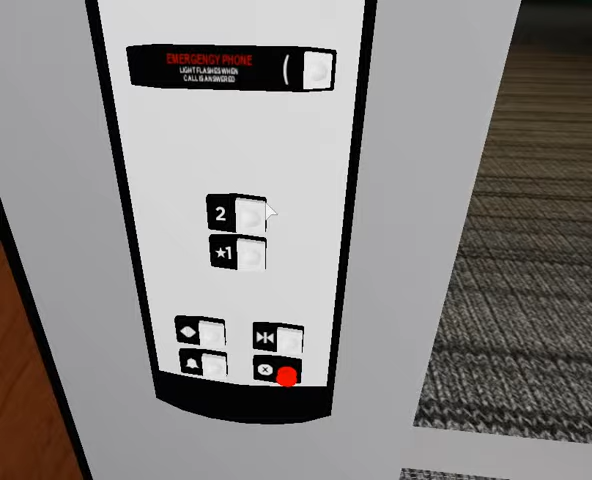 EMERGENCY PHONE
LIGHT FLASHES WHEN
CALL IS ANSWERED
2
★1